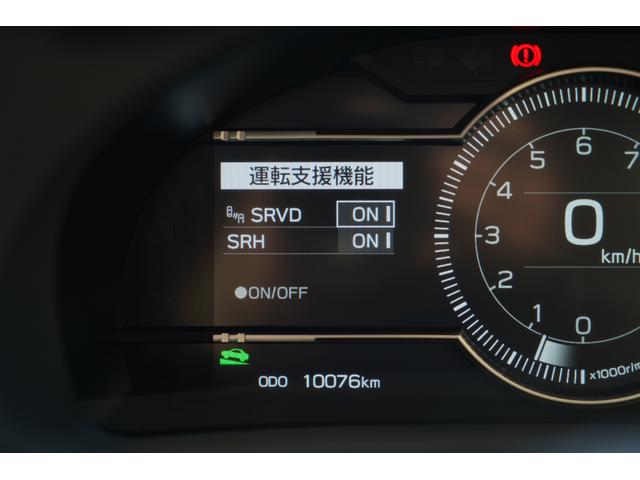 運転支援機能
SRVD ON
SRH ON
●ON/OFF
ODO 10076km
0
km/h
7
6
5
4
3
2
1
0
x1000r/m